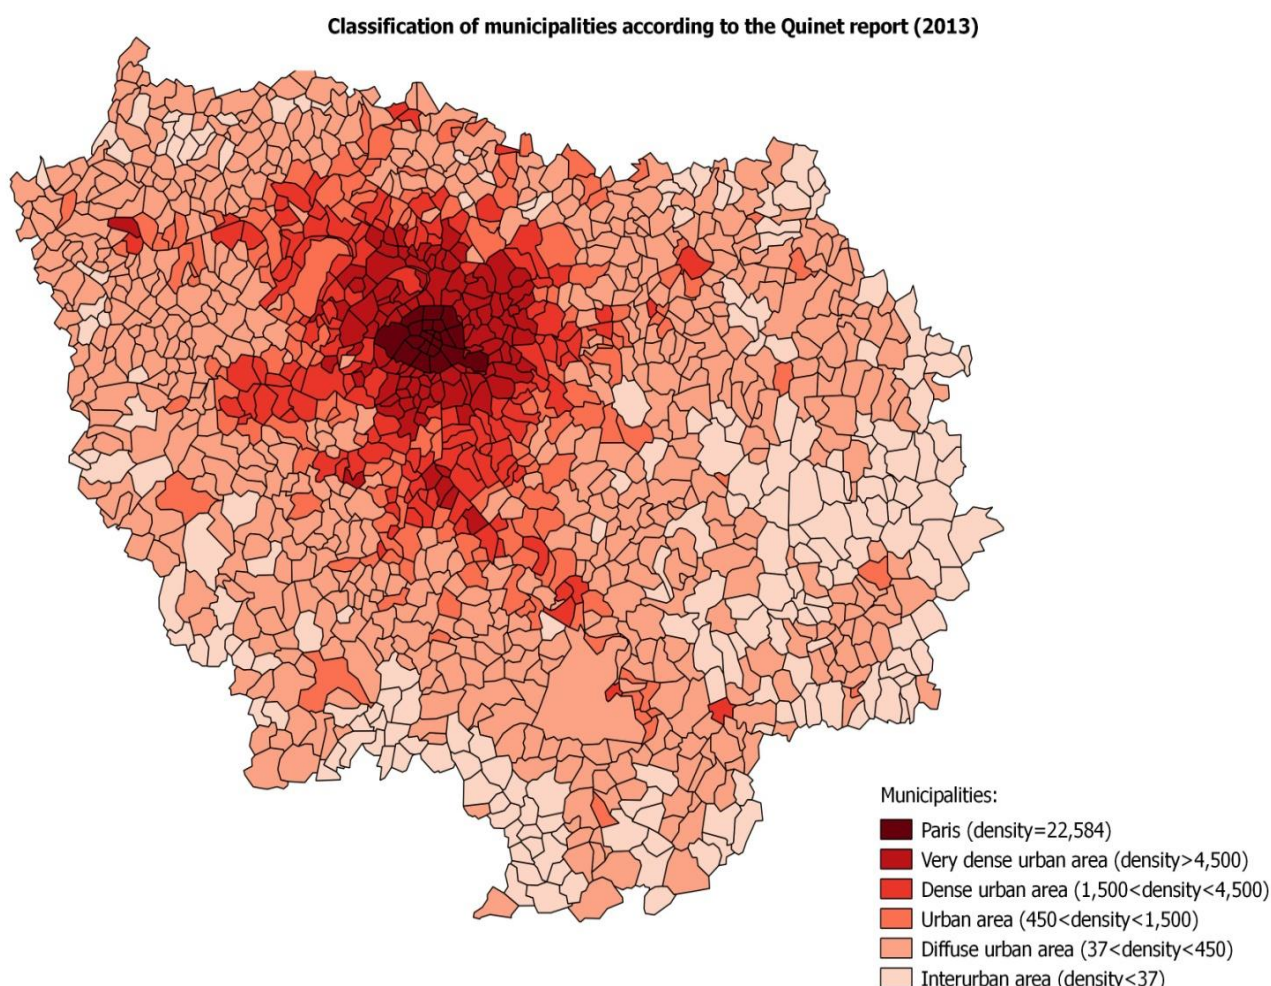 Classification of municipalities according to the Quinet report (2013)
Municipalities:
Paris (density=22,584)
Very dense urban area (density>4,500)
Dense urban area (1,500<density<4,500)
Urban area (450<density<1,500)
Diffuse urban area (37<density<450)
Interurban area (density<37)